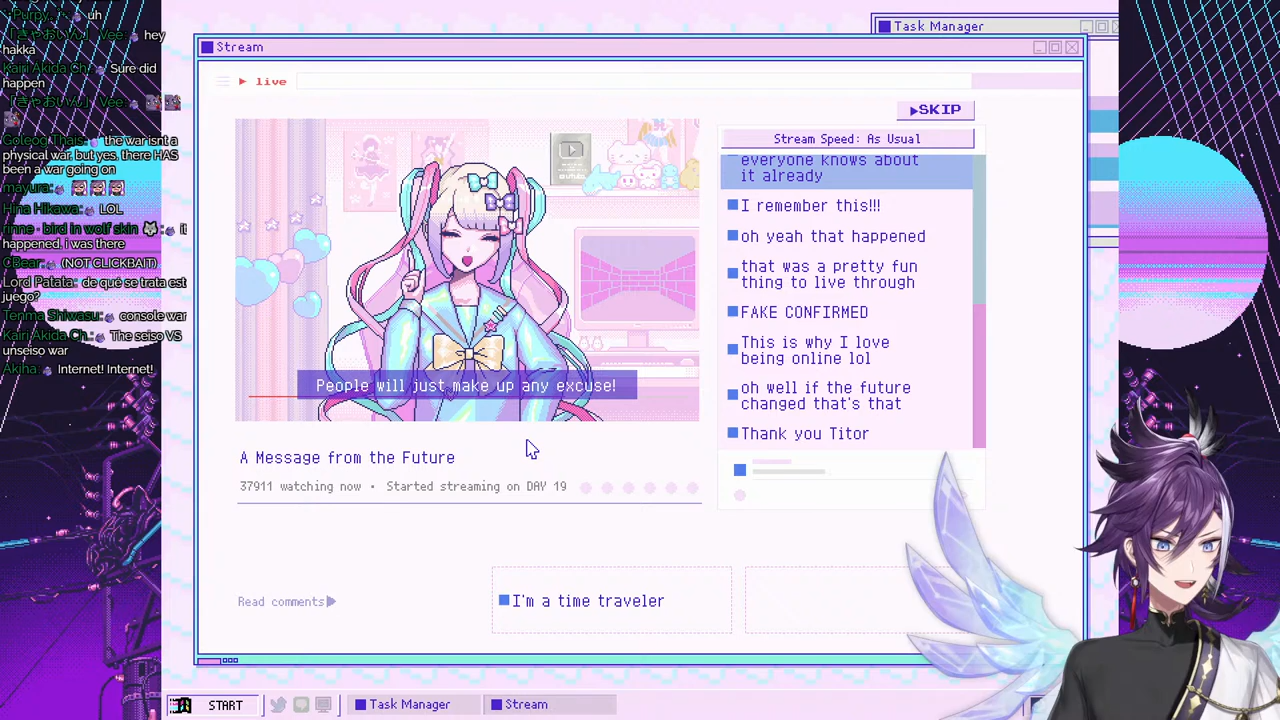 *Purpy*: uh
Vee: hey
hakka
Kairi Akida Ch.: Sure did
happen
Vee:
Goleog Thais: the war isnt a
physical war. but yes, there HAS
been a war going on
mayura:
Hina Hikawa: LOL
rinne · bird in wolf skin : it
happened, i was there
CBear: (NOT CLICKBAIT)
Lord Patata: de que se trata est
juego?
Tenma Shiwasu: console war
Kairi Akida Ch.: The seiso VS
unseiso war
Akiha: Internet! Internet!
Task Manager
Stream
live
SKIP
Stream Speed: As Usual
everyone knows about
it already
I remember this!!!
oh yeah that happened
that was a pretty fun
thing to live through
FAKE CONFIRMED
This is why I love
being online lol
oh well if the future
changed that's that
Thank you Titor
People will just make up any excuse!
A Message from the Future
37911 watching now • Started streaming on DAY 19
Read comments
I'm a time traveler
START
Task Manager
Stream